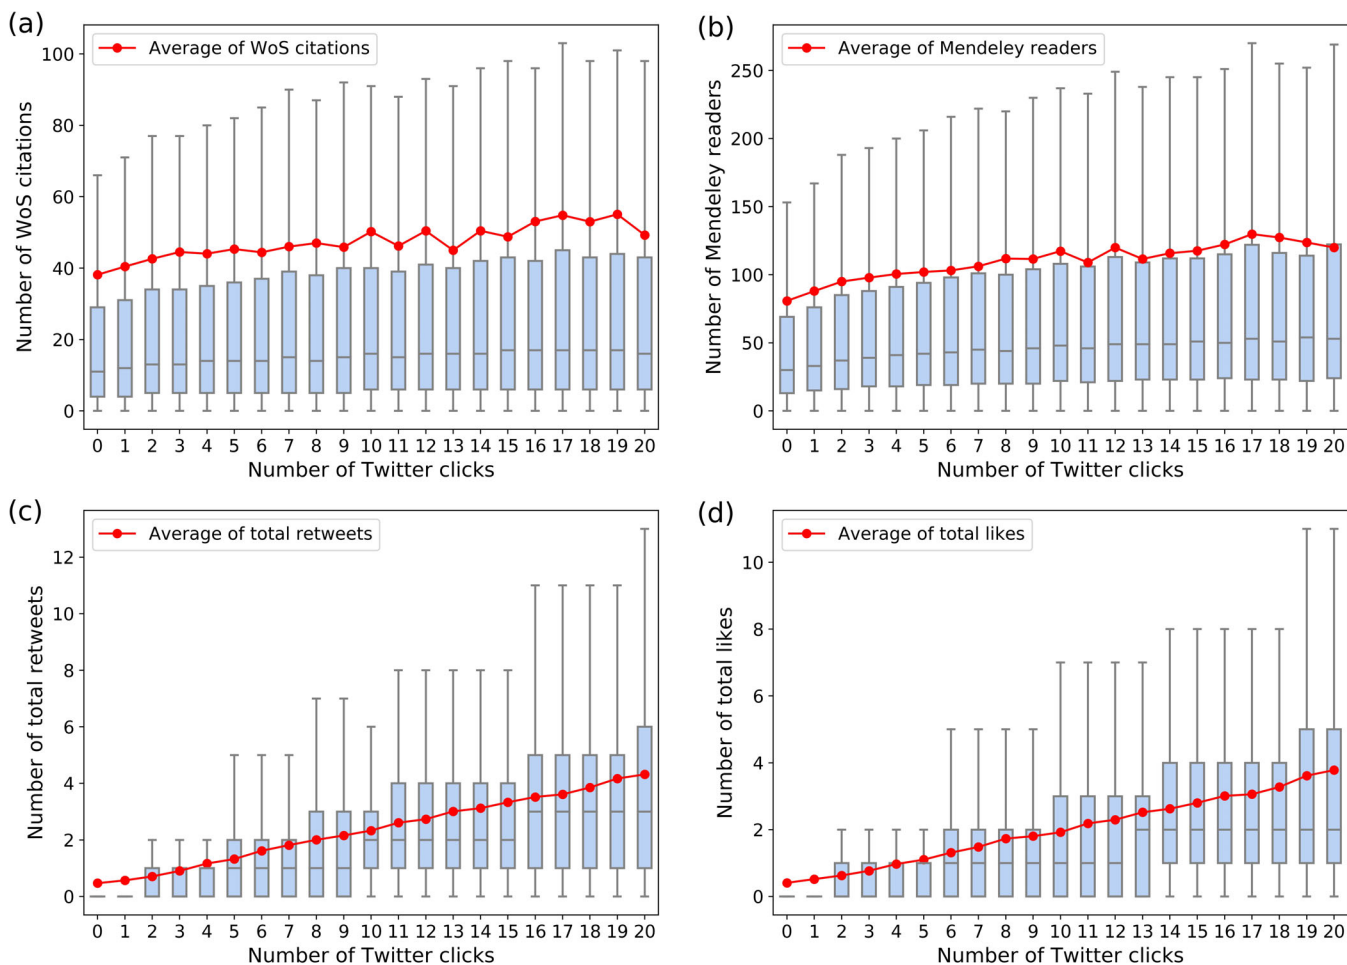 (a)
Average of WoS citations
Number of WoS citations
100
80
60
40
20
0
0 1 2 3 4 5 6 7 8 9 10 11 12 13 14 15 16 17 18 19 20
Number of Twitter clicks
(b)
Average of Mendeley readers
Number of Mendeley readers
250
200
150
100
50
0
0 1 2 3 4 5 6 7 8 9 10 11 12 13 14 15 16 17 18 19 20
Number of Twitter clicks
(c)
Average of total retweets
Number of total retweets
12
10
8
6
4
2
0
0 1 2 3 4 5 6 7 8 9 10 11 12 13 14 15 16 17 18 19 20
Number of Twitter clicks
(d)
Average of total likes
Number of total likes
10
8
6
4
2
0
0 1 2 3 4 5 6 7 8 9 10 11 12 13 14 15 16 17 18 19 20
Number of Twitter clicks